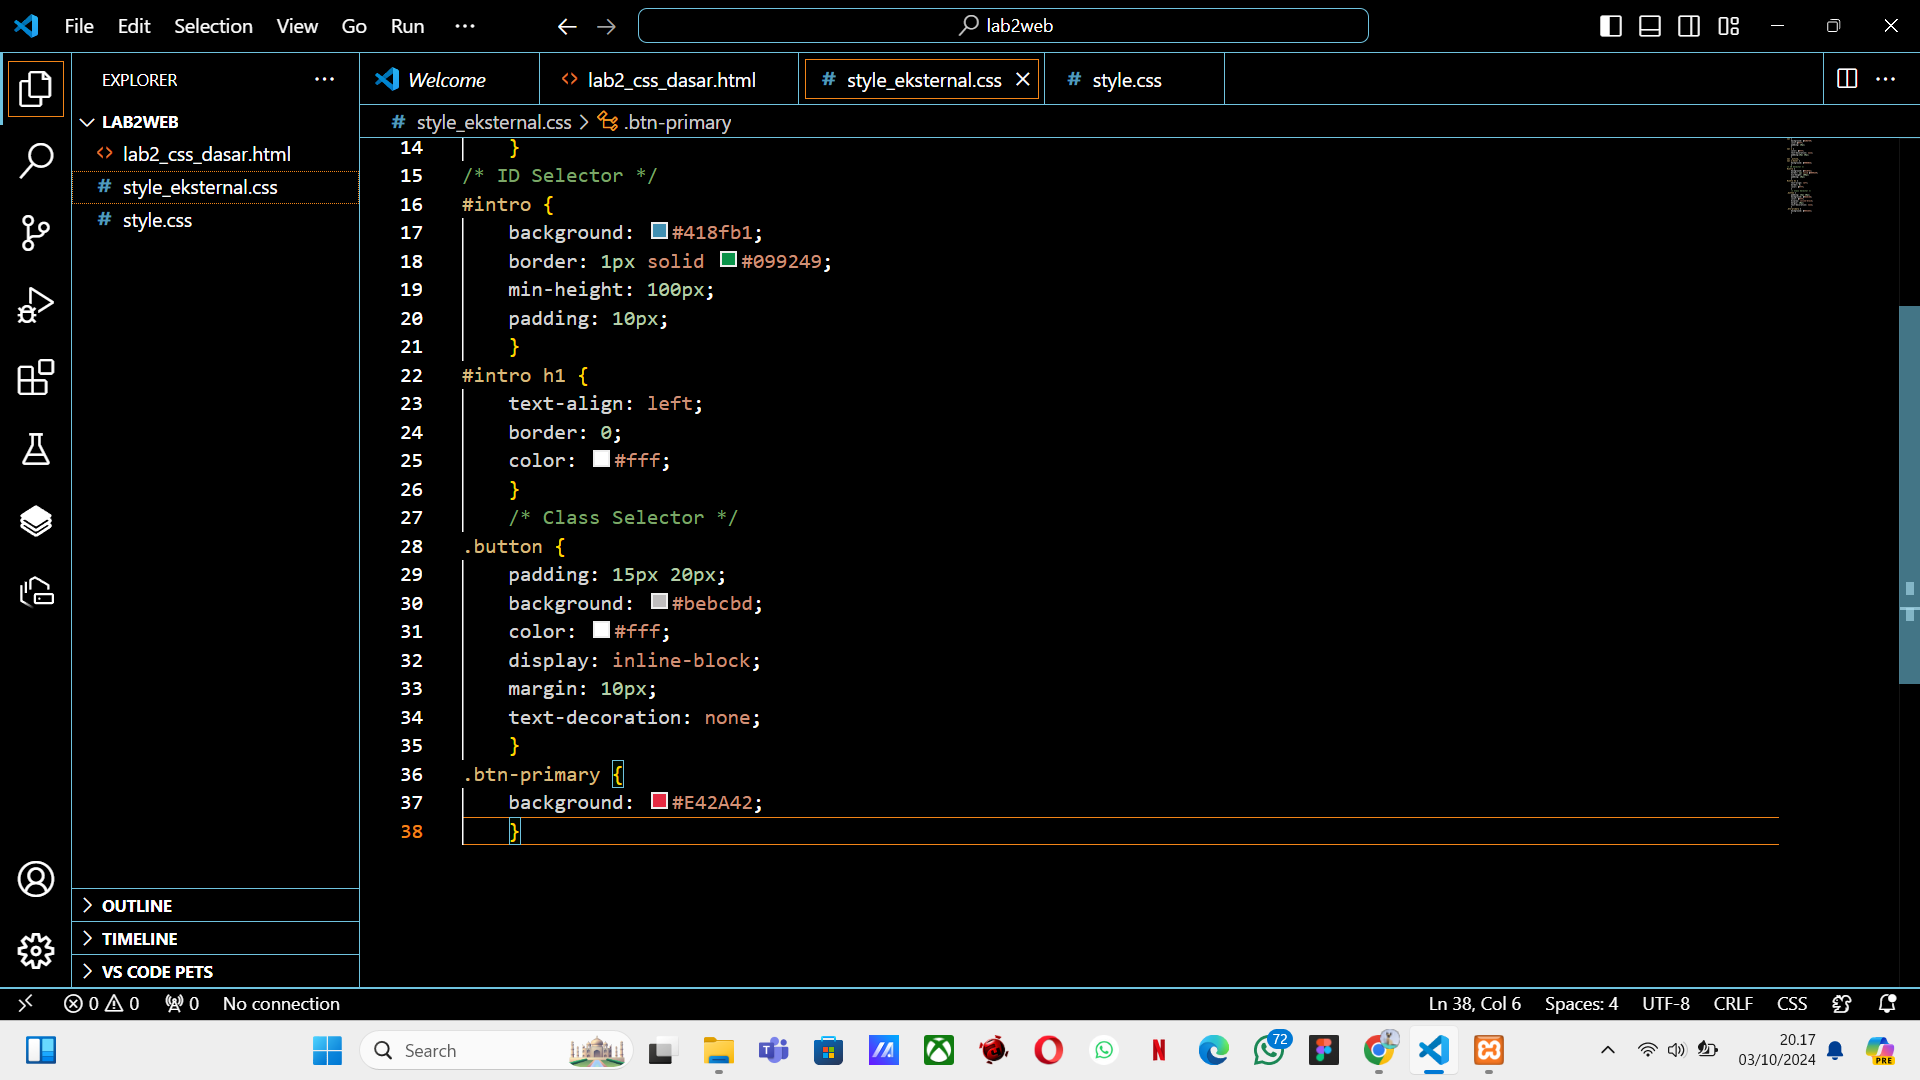 File Edit Selection View Go Run ···
lab2web
EXPLORER ···
LAB2WEB
<> lab2_css_dasar.html
# style_eksternal.css
# style.css
OUTLINE
TIMELINE
VS CODE PETS
Welcome
<> lab2_css_dasar.html
# style_eksternal.css
# style.css
# style_eksternal.css > .btn-primary
14 }
15 /* ID Selector */
16 #intro {
17 background: #418fb1;
18 border: 1px solid #099249;
19 min-height: 100px;
20 padding: 10px;
21 }
22 #intro h1 {
23 text-align: left;
24 border: 0;
25 color: #fff;
26 }
27 /* Class Selector */
28 .button {
29 padding: 15px 20px;
30 background: #bebcbd;
31 color: #fff;
32 display: inline-block;
33 margin: 10px;
34 text-decoration: none;
35 }
36 .btn-primary {
37 background: #E42A42;
38 }
0 0 0 No connection
Ln 38, Col 6 Spaces: 4 UTF-8 CRLF CSS
Search
72
20.17
03/10/2024
PRE